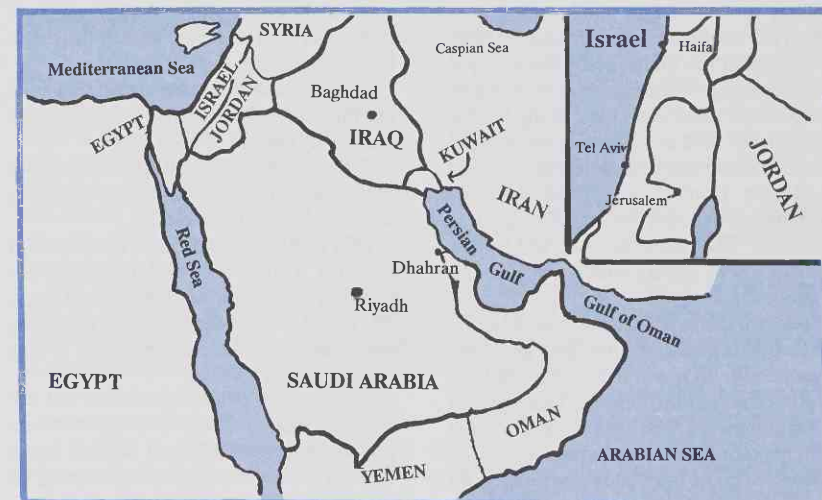 SYRIA
Caspian Sea
Israel
Haifa
Mediterranean Sea
ISRAEL
JORDAN
Baghdad
EGYPT
IRAQ
KUWAIT
Tel Aviv
Jerusalem
JORDAN
IRAN
Persian
Gulf
Red Sea
Dhahran
Riyadh
Gulf of Oman
EGYPT
SAUDI ARABIA
OMAN
YEMEN
ARABIAN SEA